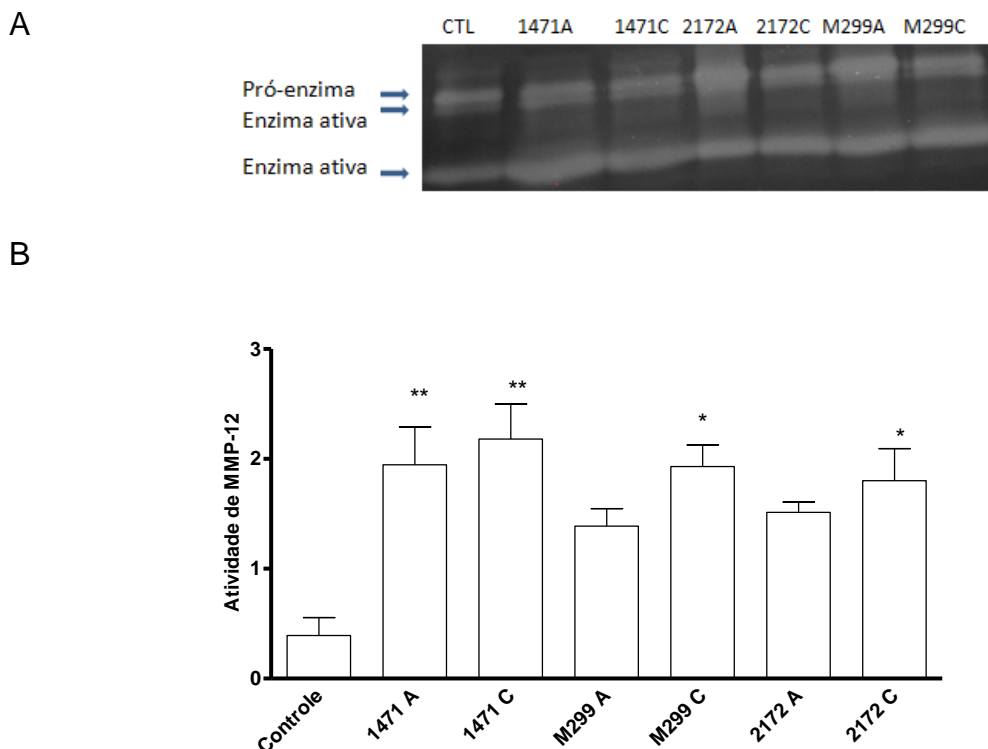 A
CTL 1471A 1471C 2172A 2172C M299A M299C
Pró-enzima
Enzima ativa
Enzima ativa
B
Atividade de MMP-12
3
2
1
0
** ** * *
Controle 1471 A 1471 C M299 A M299 C 2172 A 2172 C